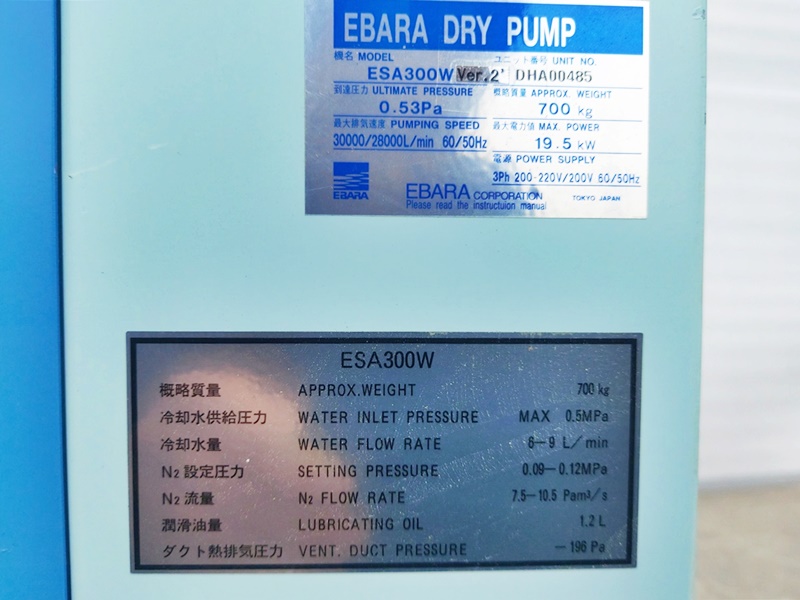 EBARA DRY PUMP
機名 MODEL ユニット番号 UNIT NO.
ESA300W Ver.2' DHA00485
到達圧力 ULTIMATE PRESSURE 概略質量 APPROX. WEIGHT
0.53Pa 700 kg
最大排気速度 PUMPING SPEED 最大電力値 MAX. POWER
30000/28000L/min 60/50Hz 19.5 kW
電源 POWER SUPPLY
3Ph 200-220V/200V 60/50Hz
EBARA EBARA CORPORATION TOKYO JAPAN
Please read the instructuion manual
ESA300W
概略質量 APPROX.WEIGHT 700 kg
冷却水供給圧力 WATER INLET PRESSURE MAX 0.5MPa
冷却水量 WATER FLOW RATE 6－9 L/min
N2設定圧力 SETTING PRESSURE 0.09－0.12MPa
N2流量 N2 FLOW RATE 7.5－10.5 Pam³/s
潤滑油量 LUBRICATING OIL 1.2 L
ダクト熱排気圧力 VENT. DUCT PRESSURE －196 Pa